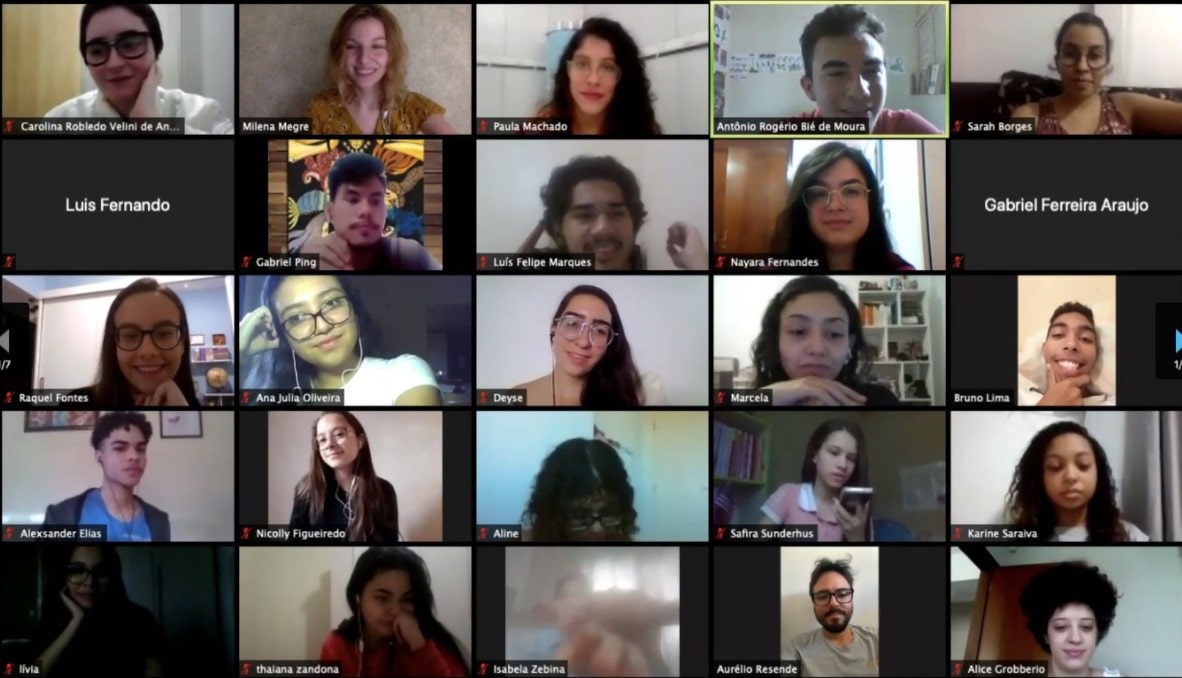 Carolina Robledo Velini de An...
Milena Megre
Paula Machado
Antônio Rogério Bié de Moura
Sarah Borges
Luis Fernando
Gabriel Ping
Luís Felipe Marques
Nayara Fernandes
Gabriel Ferreira Araujo
/7
Raquel Fontes
Ana Julia Oliveira
Deyse
Marcela
Bruno Lima
1/
Alexsander Elias
Nicolly Figueiredo
Aline
Safira Sunderhus
Karine Saraiva
lívia
thaiana zandona
Isabela Zebina
Aurélio Resende
Alice Grobberio